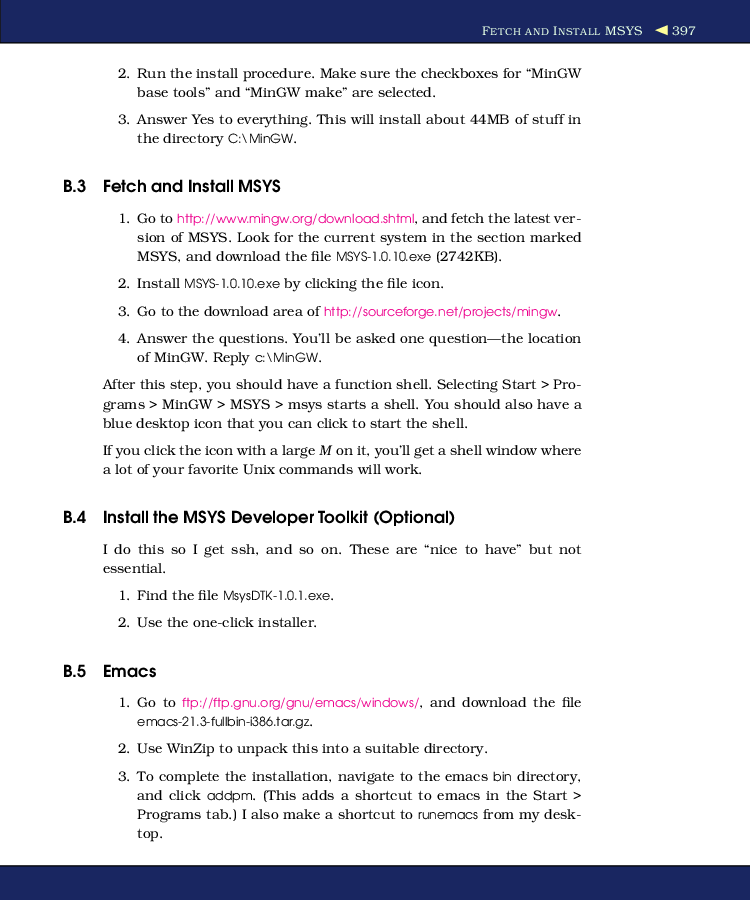 FETCH AND INSTALL MSYS ◀ 397
2. Run the install procedure. Make sure the checkboxes for “MinGW
base tools” and “MinGW make” are selected.
3. Answer Yes to everything. This will install about 44MB of stuff in
the directory C:\MinGW.
B.3 Fetch and Install MSYS
1. Go to http://www.mingw.org/download.shtml, and fetch the latest ver-
sion of MSYS. Look for the current system in the section marked
MSYS, and download the file MSYS-1.0.10.exe (2742KB).
2. Install MSYS-1.0.10.exe by clicking the file icon.
3. Go to the download area of http://sourceforge.net/projects/mingw.
4. Answer the questions. You’ll be asked one question—the location
of MinGW. Reply c:\MinGW.
After this step, you should have a function shell. Selecting Start > Pro-
grams > MinGW > MSYS > msys starts a shell. You should also have a
blue desktop icon that you can click to start the shell.
If you click the icon with a large M on it, you’ll get a shell window where
a lot of your favorite Unix commands will work.
B.4 Install the MSYS Developer Toolkit (Optional)
I do this so I get ssh, and so on. These are “nice to have” but not
essential.
1. Find the file MsysDTK-1.0.1.exe.
2. Use the one-click installer.
B.5 Emacs
1. Go to ftp://ftp.gnu.org/gnu/emacs/windows/, and download the file
emacs-21.3-fullbin-i386.tar.gz.
2. Use WinZip to unpack this into a suitable directory.
3. To complete the installation, navigate to the emacs bin directory,
and click addpm. (This adds a shortcut to emacs in the Start >
Programs tab.) I also make a shortcut to runemacs from my desk-
top.